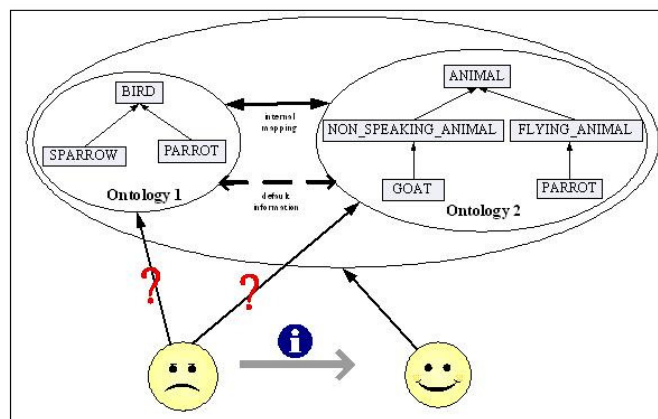 BIRD
SPARROW
PARROT
Ontology 1
internal
mapping
default
information
ANIMAL
NON_SPEAKING_ANIMAL
FLYING_ANIMAL
GOAT
PARROT
Ontology 2
?
?
i